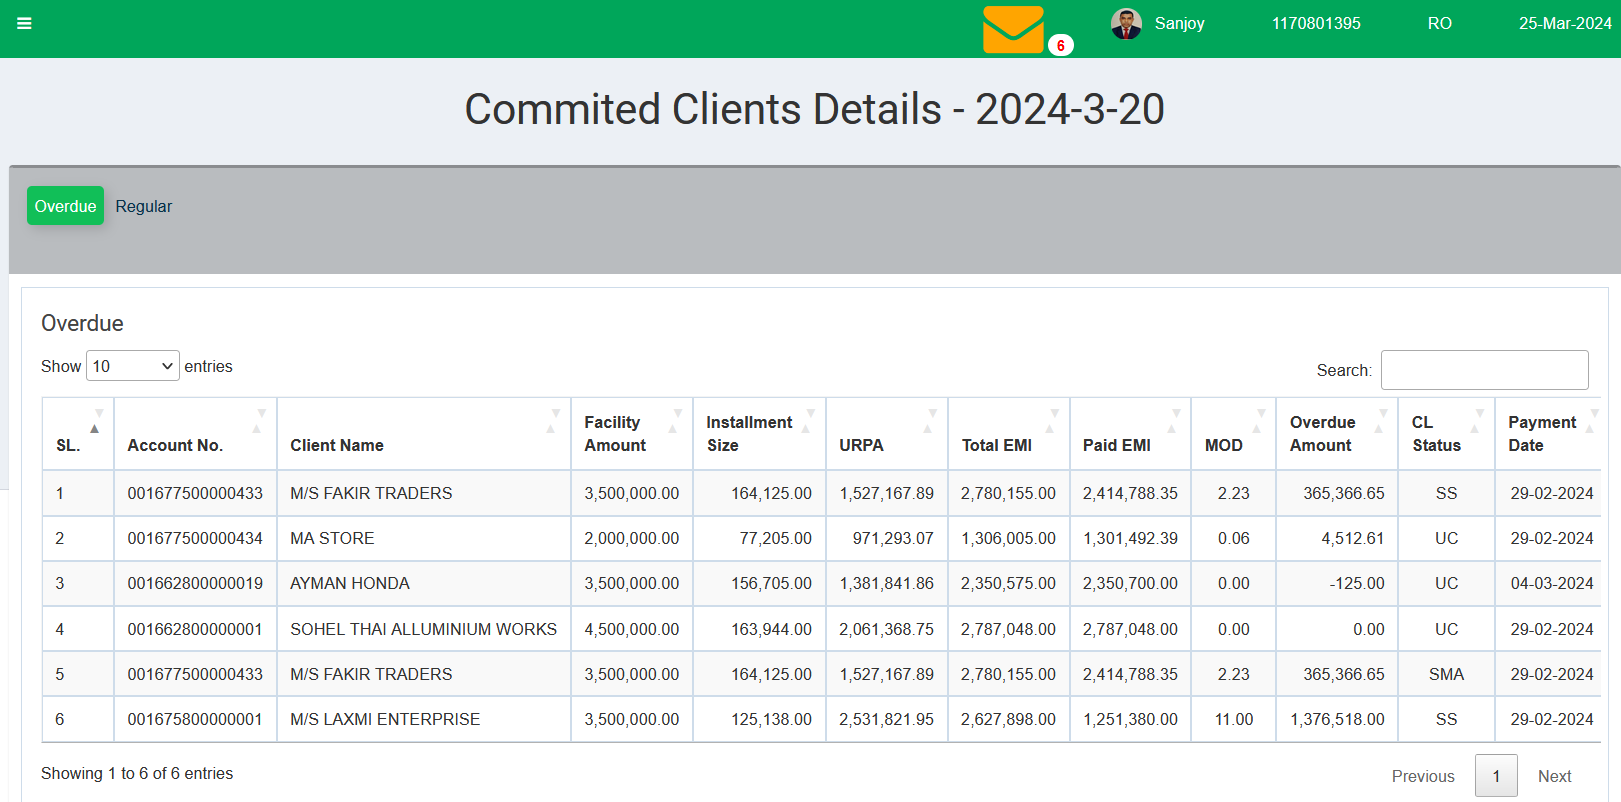 6 Sanjoy 1170801395 RO 25-Mar-2024
Commited Clients Details - 2024-3-20
Overdue Regular
Overdue
Show 10 entries Search:
SL. Account No. Client Name Facility Amount Installment Size URPA Total EMI Paid EMI MOD Overdue Amount CL Status Payment Date
1 001677500000433 M/S FAKIR TRADERS 3,500,000.00 164,125.00 1,527,167.89 2,780,155.00 2,414,788.35 2.23 365,366.65 SS 29-02-2024
2 001677500000434 MA STORE 2,000,000.00 77,205.00 971,293.07 1,306,005.00 1,301,492.39 0.06 4,512.61 UC 29-02-2024
3 001662800000019 AYMAN HONDA 3,500,000.00 156,705.00 1,381,841.86 2,350,575.00 2,350,700.00 0.00 -125.00 UC 04-03-2024
4 001662800000001 SOHEL THAI ALLUMINIUM WORKS 4,500,000.00 163,944.00 2,061,368.75 2,787,048.00 2,787,048.00 0.00 0.00 UC 29-02-2024
5 001677500000433 M/S FAKIR TRADERS 3,500,000.00 164,125.00 1,527,167.89 2,780,155.00 2,414,788.35 2.23 365,366.65 SMA 29-02-2024
6 001675800000001 M/S LAXMI ENTERPRISE 3,500,000.00 125,138.00 2,531,821.95 2,627,898.00 1,251,380.00 11.00 1,376,518.00 SS 29-02-2024
Showing 1 to 6 of 6 entries Previous 1 Next